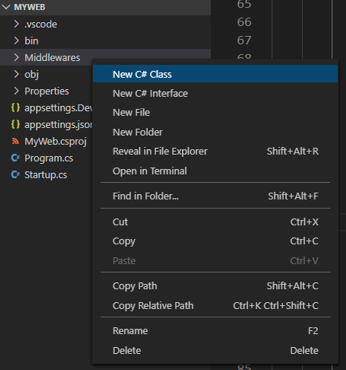 MYWEB
.vscode
bin
Middlewares
obj
Properties
{} appsettings.Dev
{} appsettings.json
MyWeb.csproj
C# Program.cs
C# Startup.cs
65
66
67
68
New C# Class
New C# Interface
New File
New Folder
Reveal in File Explorer Shift+Alt+R
Open in Terminal
Find in Folder... Shift+Alt+F
Cut Ctrl+X
Copy Ctrl+C
Paste Ctrl+V
Copy Path Shift+Alt+C
Copy Relative Path Ctrl+K Ctrl+Shift+C
Rename F2
Delete Delete
85